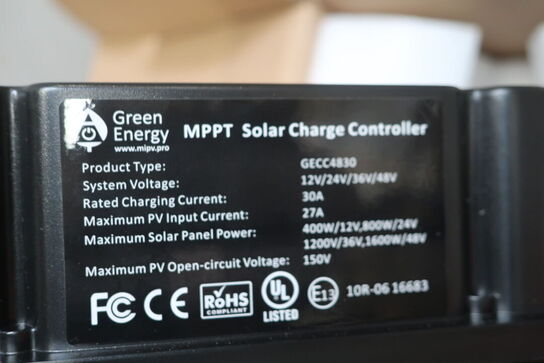 Green
Energy
www.mipv.pro
MPPT Solar Charge Controller
Product Type: GECC4830
System Voltage: 12V/24V/36V/48V
Rated Charging Current: 30A
Maximum PV Input Current: 27A
Maximum Solar Panel Power: 400W/12V,800W/24V
1200V/36V,1600W/48V
Maximum PV Open-circuit Voltage: 150V
FC CE RoHS COMPLIANT UL LISTED E13 10R-06 16683